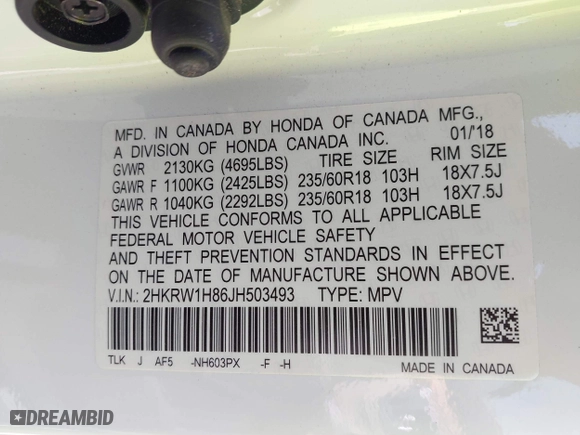 MFD. IN CANADA BY HONDA OF CANADA MFG.,
A DIVISION OF HONDA CANADA INC. 01/18
GVWR 2130KG (4695LBS) TIRE SIZE RIM SIZE
GAWR F 1100KG (2425LBS) 235/60R18 103H 18X7.5J
GAWR R 1040KG (2292LBS) 235/60R18 103H 18X7.5J
THIS VEHICLE CONFORMS TO ALL APPLICABLE
FEDERAL MOTOR VEHICLE SAFETY
AND THEFT PREVENTION STANDARDS IN EFFECT
ON THE DATE OF MANUFACTURE SHOWN ABOVE.
V.I.N.: 2HKRW1H86JH503493 TYPE: MPV
TLK J AF5 -NH603PX -F -H
MADE IN CANADA
DREAMBID